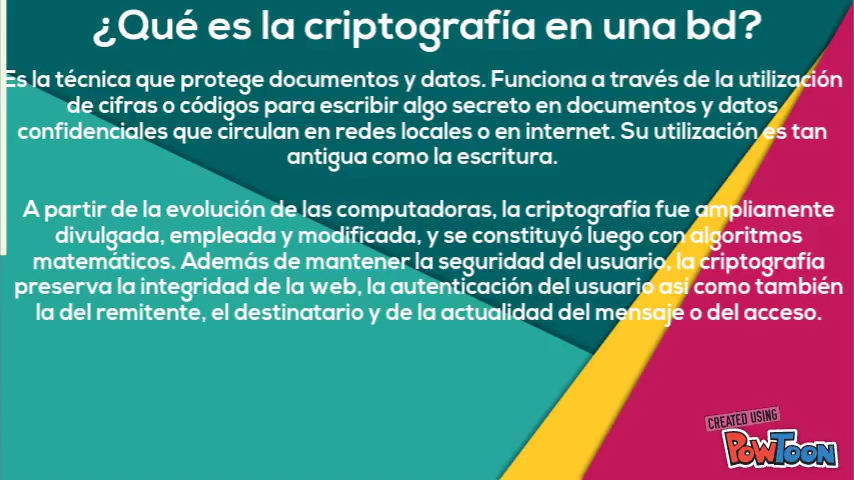 ¿Qué es la criptografía en una bd?
Es la técnica que protege documentos y datos. Funciona a través de la utilización
de cifras o códigos para escribir algo secreto en documentos y datos
confidenciales que circulan en redes locales o en internet. Su utilización es tan
antigua como la escritura.
A partir de la evolución de las computadoras, la criptografía fue ampliamente
divulgada, empleada y modificada, y se constituyó luego con algoritmos
matemáticos. Además de mantener la seguridad del usuario, la criptografía
preserva la integridad de la web, la autenticación del usuario así como también
la del remitente, el destinatario y de la actualidad del mensaje o del acceso.
CREATED USING
POWTOON